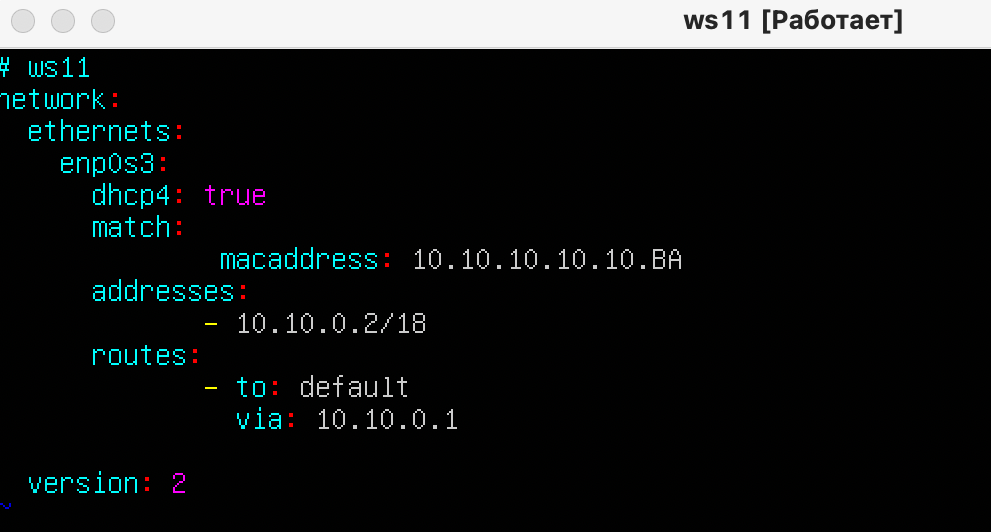 ws11 [Работает]
# ws11
network:
  ethernets:
    enp0s3:
      dhcp4: true
      match:
              macaddress: 10.10.10.10.10.BA
      addresses:
             - 10.10.0.2/18
      routes:
             - to: default
               via: 10.10.0.1
  version: 2
~